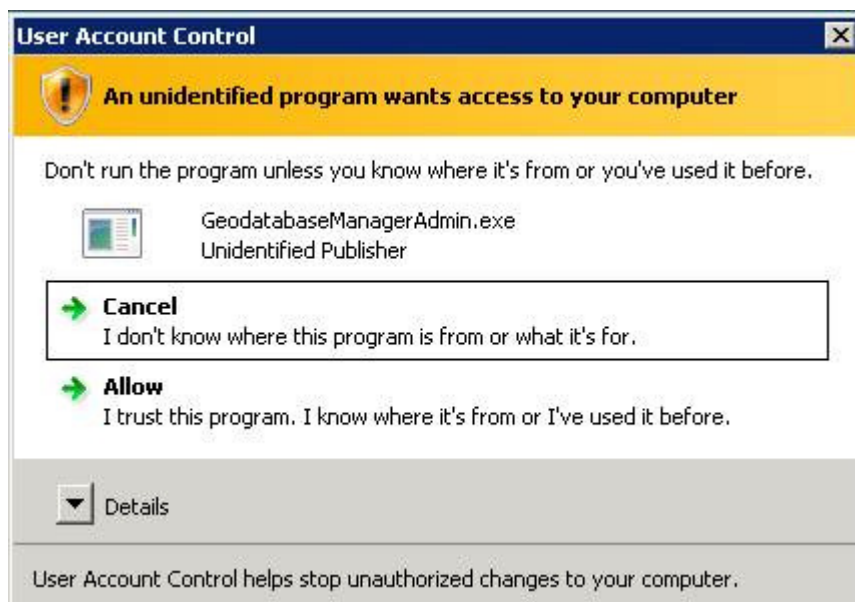 User Account Control
An unidentified program wants access to your computer
Don't run the program unless you know where it's from or you've used it before.
GeodatabaseManagerAdmin.exe
Unidentified Publisher
Cancel
I don't know where this program is from or what it's for.
Allow
I trust this program. I know where it's from or I've used it before.
Details
User Account Control helps stop unauthorized changes to your computer.